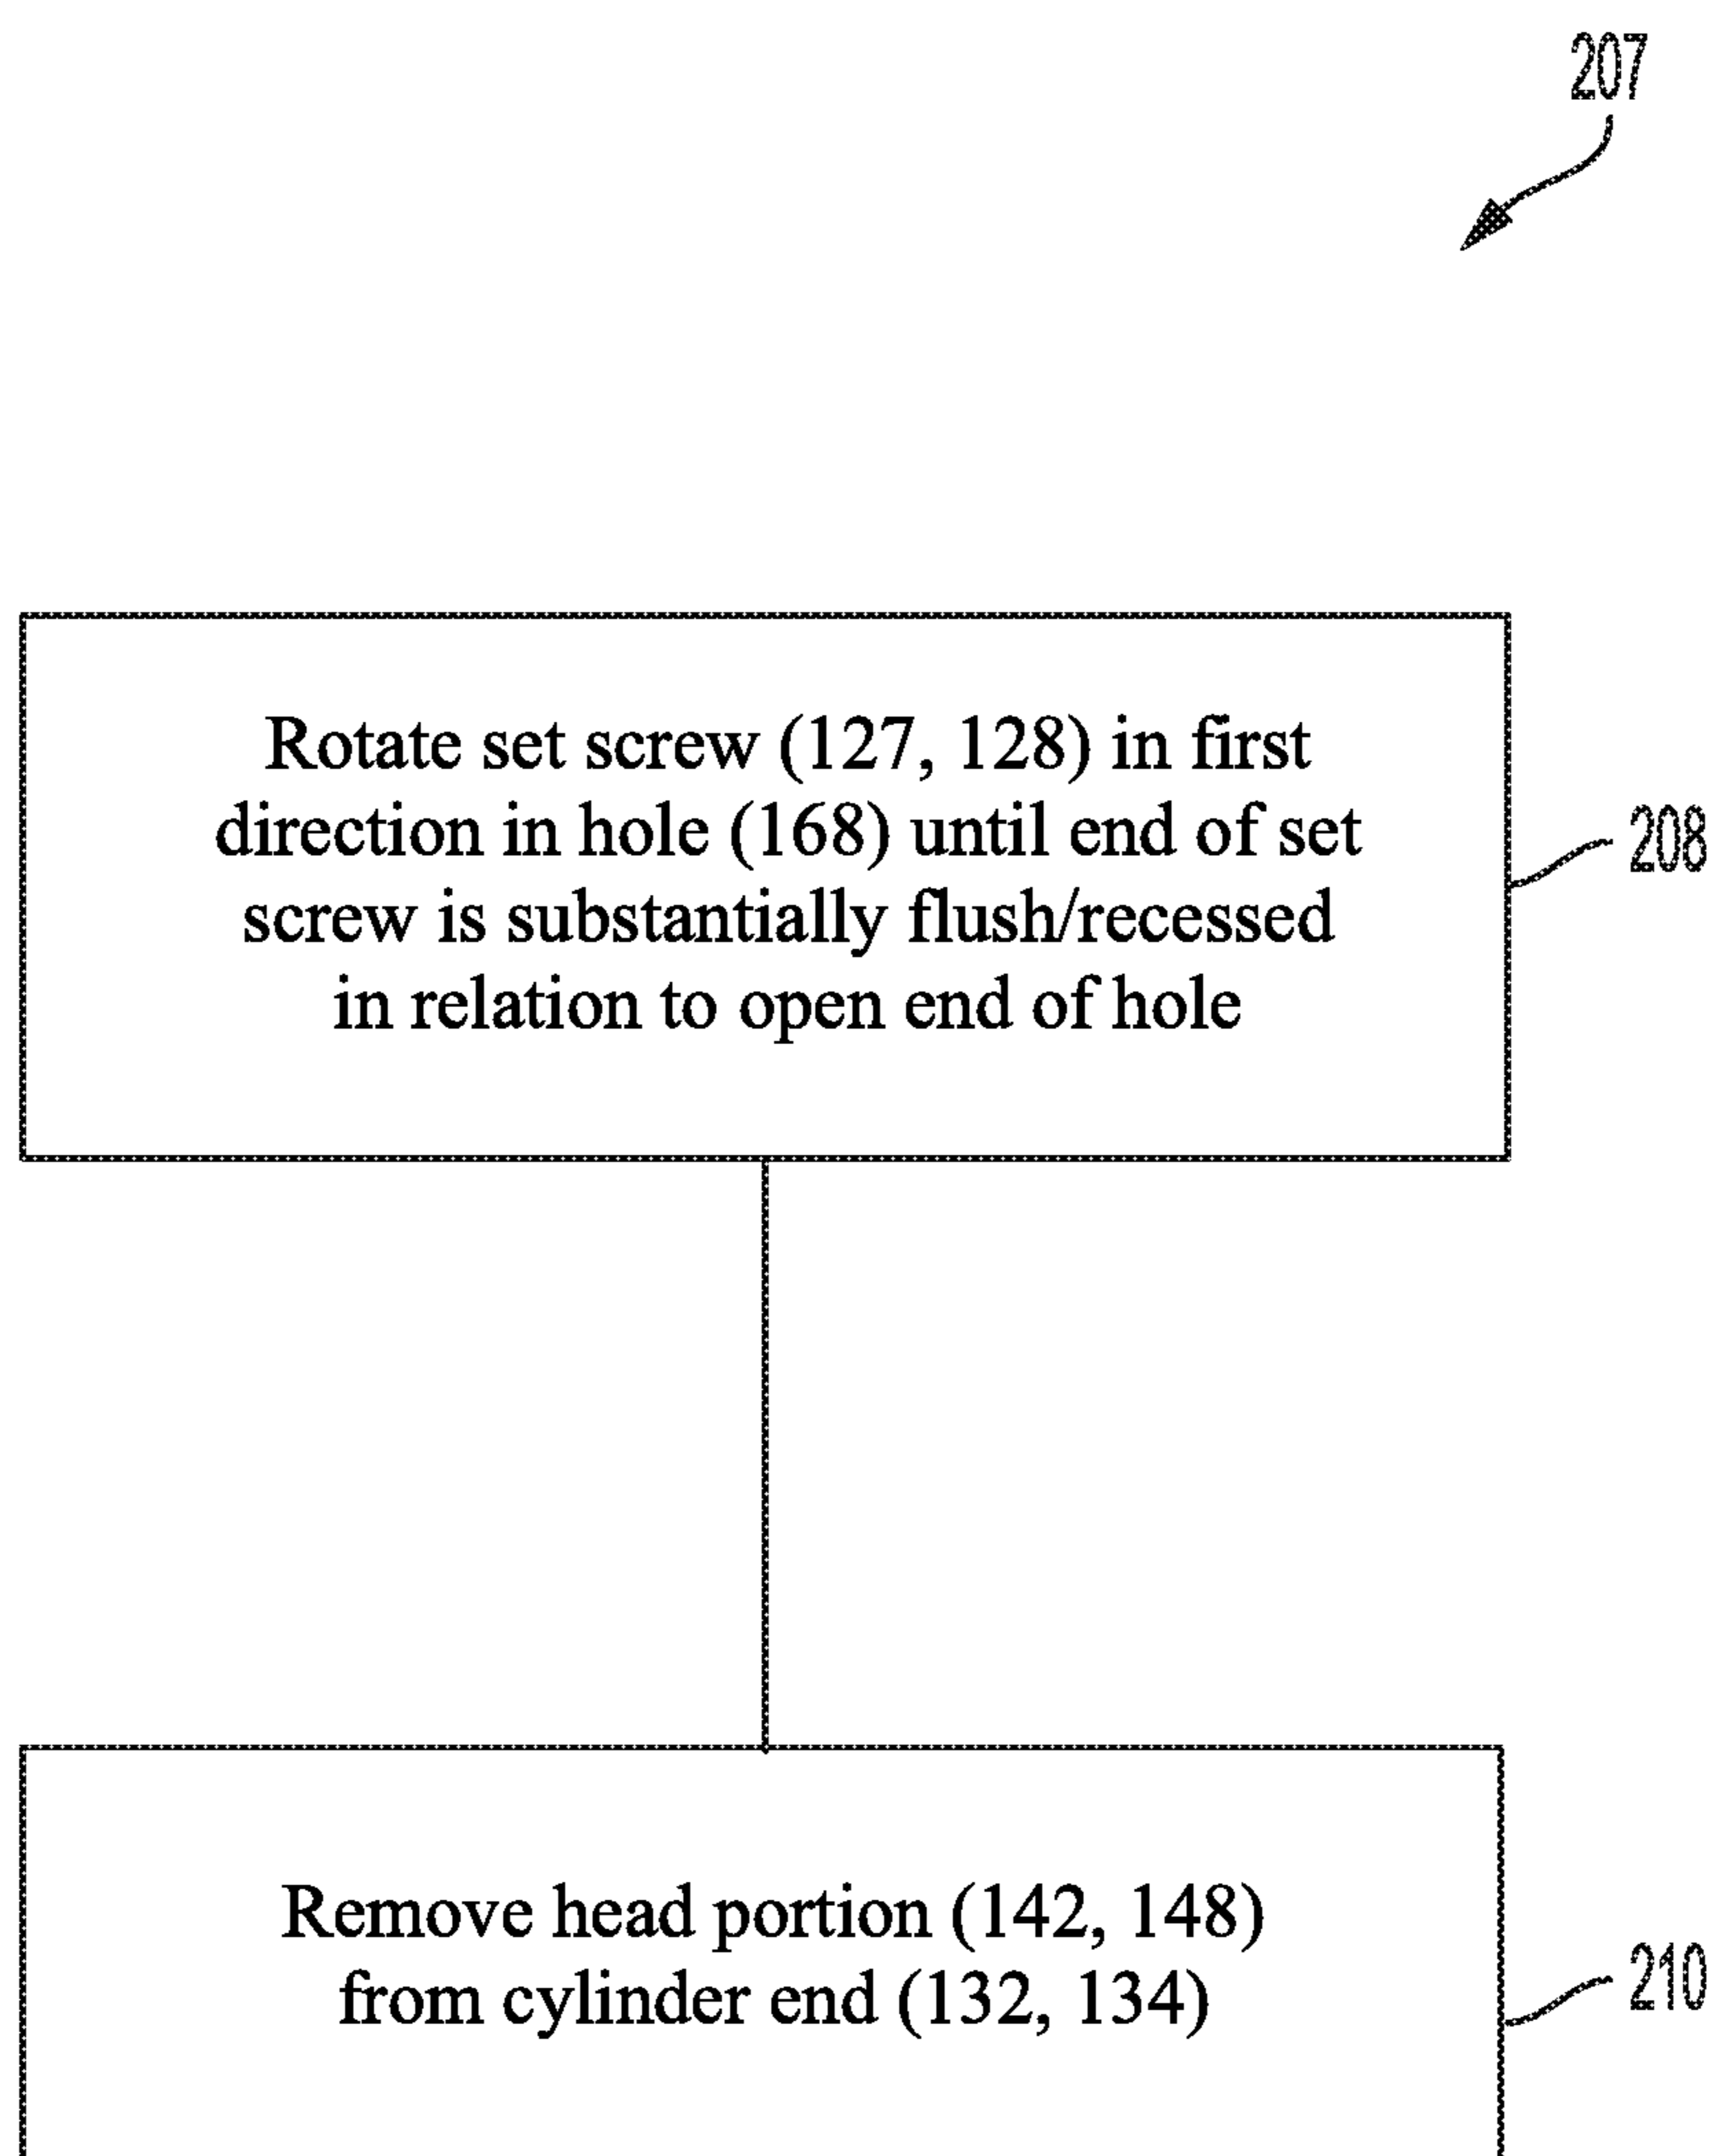 207
Rotate set screw (127, 128) in first
direction in hole (168) until end of set
screw is substantially flush/recessed
in relation to open end of hole
208
Remove head portion (142, 148)
from cylinder end (132, 134)
210